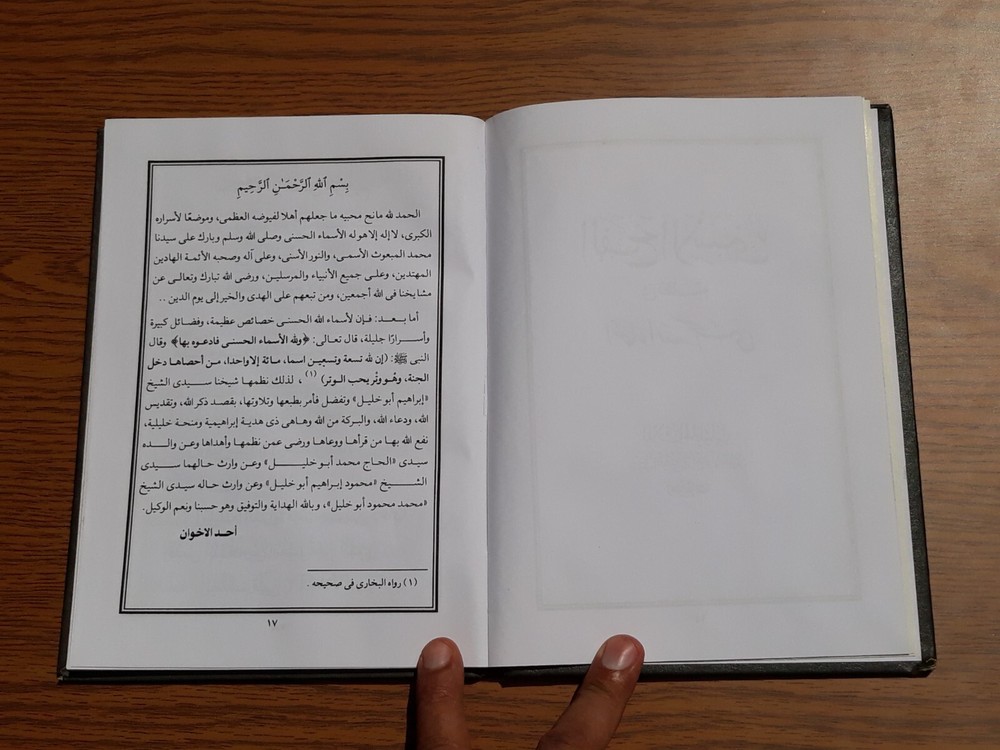 بِسْمِ اللهِ الرَّحْمَـٰنِ الرَّحِيمِ
الحمد لله مانح محبيه ما جعلهم أهلا لفيوضه العظمى، وموضعًا لأسراره
الكبرى، لا إله إلا هو له الأسماء الحسنى وصلى الله وسلم وبارك على سيدنا
محمد المبعوث الأسمى، والنور الأسنى، وعلى آله وصحبه الأئمة الهادين
المهتدين، وعلى جميع الأنبياء والمرسلين، ورضى الله تبارك وتعالى عن
مشايخنا فى الله أجمعين، ومن تبعهم على الهدى والخير إلى يوم الدين ..
أما بعد: فإن لأسماء الله الحسنى خصائص عظيمة، وفضائل كبيرة
وأسرارًا جليلة، قال تعالى: ﴿ولله الأسماء الحسنى فادعوه بها﴾ وقال
النبى ﷺ: (إن لله تسعة وتسعين اسما، مائة إلا واحدا، من أحصاها دخل
الجنة، وهُو وتْر يحب الوتر) (١)، لذلك نظمها شيخنا سيدى الشيخ
«إبراهيم أبو خليل» وتفضل فأمر بطبعها وتلاوتها، بقصد ذكر الله، وتقديس
الله، ودعاء الله، والبركة من الله وهاهى ذى هدية إبراهيمية ومنحة خليلية،
نفع الله بها من قرأها ووعاها ورضى عمن نظمها وأهداها وعن والده
سيدى «الحاج محمد أبو خليل» وعن وارث حالهما سيدى
الشيخ «محمود إبراهيم أبو خليل» وعن وارث حاله سيدى الشيخ
«محمد محمود أبو خليل»، وبالله الهداية والتوفيق وهو حسبنا ونعم الوكيل.
أحد الاخوان
(١) رواه البخارى فى صحيحه .
١٧